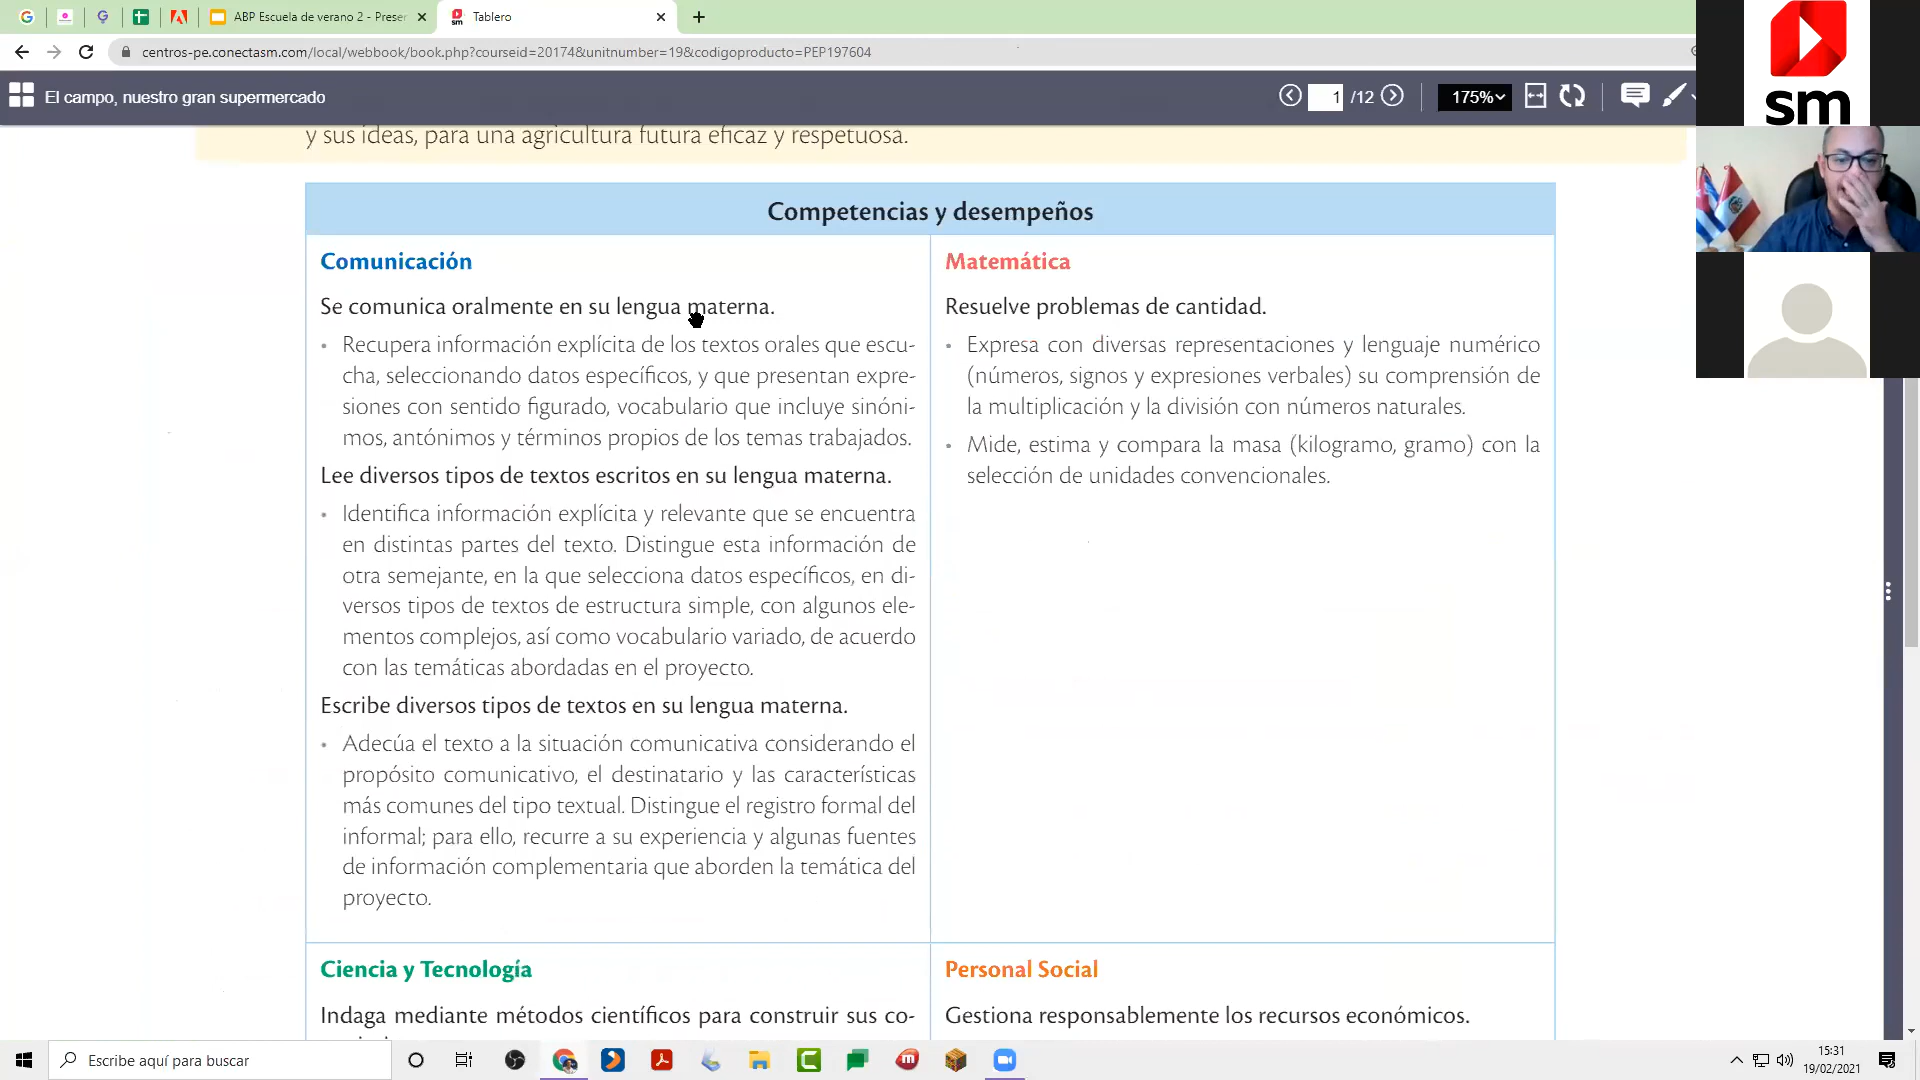 ABP Escuela de verano 2 - Preser
Tablero
centros-pe.conectasm.com/local/webbook/book.php?courseid=20174&unitnumber=19&codigoproducto=PEP197604
El campo, nuestro gran supermercado
1 /12
175%
sm
y sus ideas, para una agricultura futura eficaz y respetuosa.
Competencias y desempeños
Comunicación
Se comunica oralmente en su lengua materna.
• Recupera información explícita de los textos orales que escu-
cha, seleccionando datos específicos, y que presentan expre-
siones con sentido figurado, vocabulario que incluye sinóni-
mos, antónimos y términos propios de los temas trabajados.
Lee diversos tipos de textos escritos en su lengua materna.
• Identifica información explícita y relevante que se encuentra
en distintas partes del texto. Distingue esta información de
otra semejante, en la que selecciona datos específicos, en di-
versos tipos de textos de estructura simple, con algunos ele-
mentos complejos, así como vocabulario variado, de acuerdo
con las temáticas abordadas en el proyecto.
Escribe diversos tipos de textos en su lengua materna.
• Adecúa el texto a la situación comunicativa considerando el
propósito comunicativo, el destinatario y las características
más comunes del tipo textual. Distingue el registro formal del
informal; para ello, recurre a su experiencia y algunas fuentes
de información complementaria que aborden la temática del
proyecto.
Matemática
Resuelve problemas de cantidad.
• Expresa con diversas representaciones y lenguaje numérico
(números, signos y expresiones verbales) su comprensión de
la multiplicación y la división con números naturales.
• Mide, estima y compara la masa (kilogramo, gramo) con la
selección de unidades convencionales.
Ciencia y Tecnología
Indaga mediante métodos científicos para construir sus co-
Personal Social
Gestiona responsablemente los recursos económicos.
Escribe aquí para buscar
15:31
19/02/2021